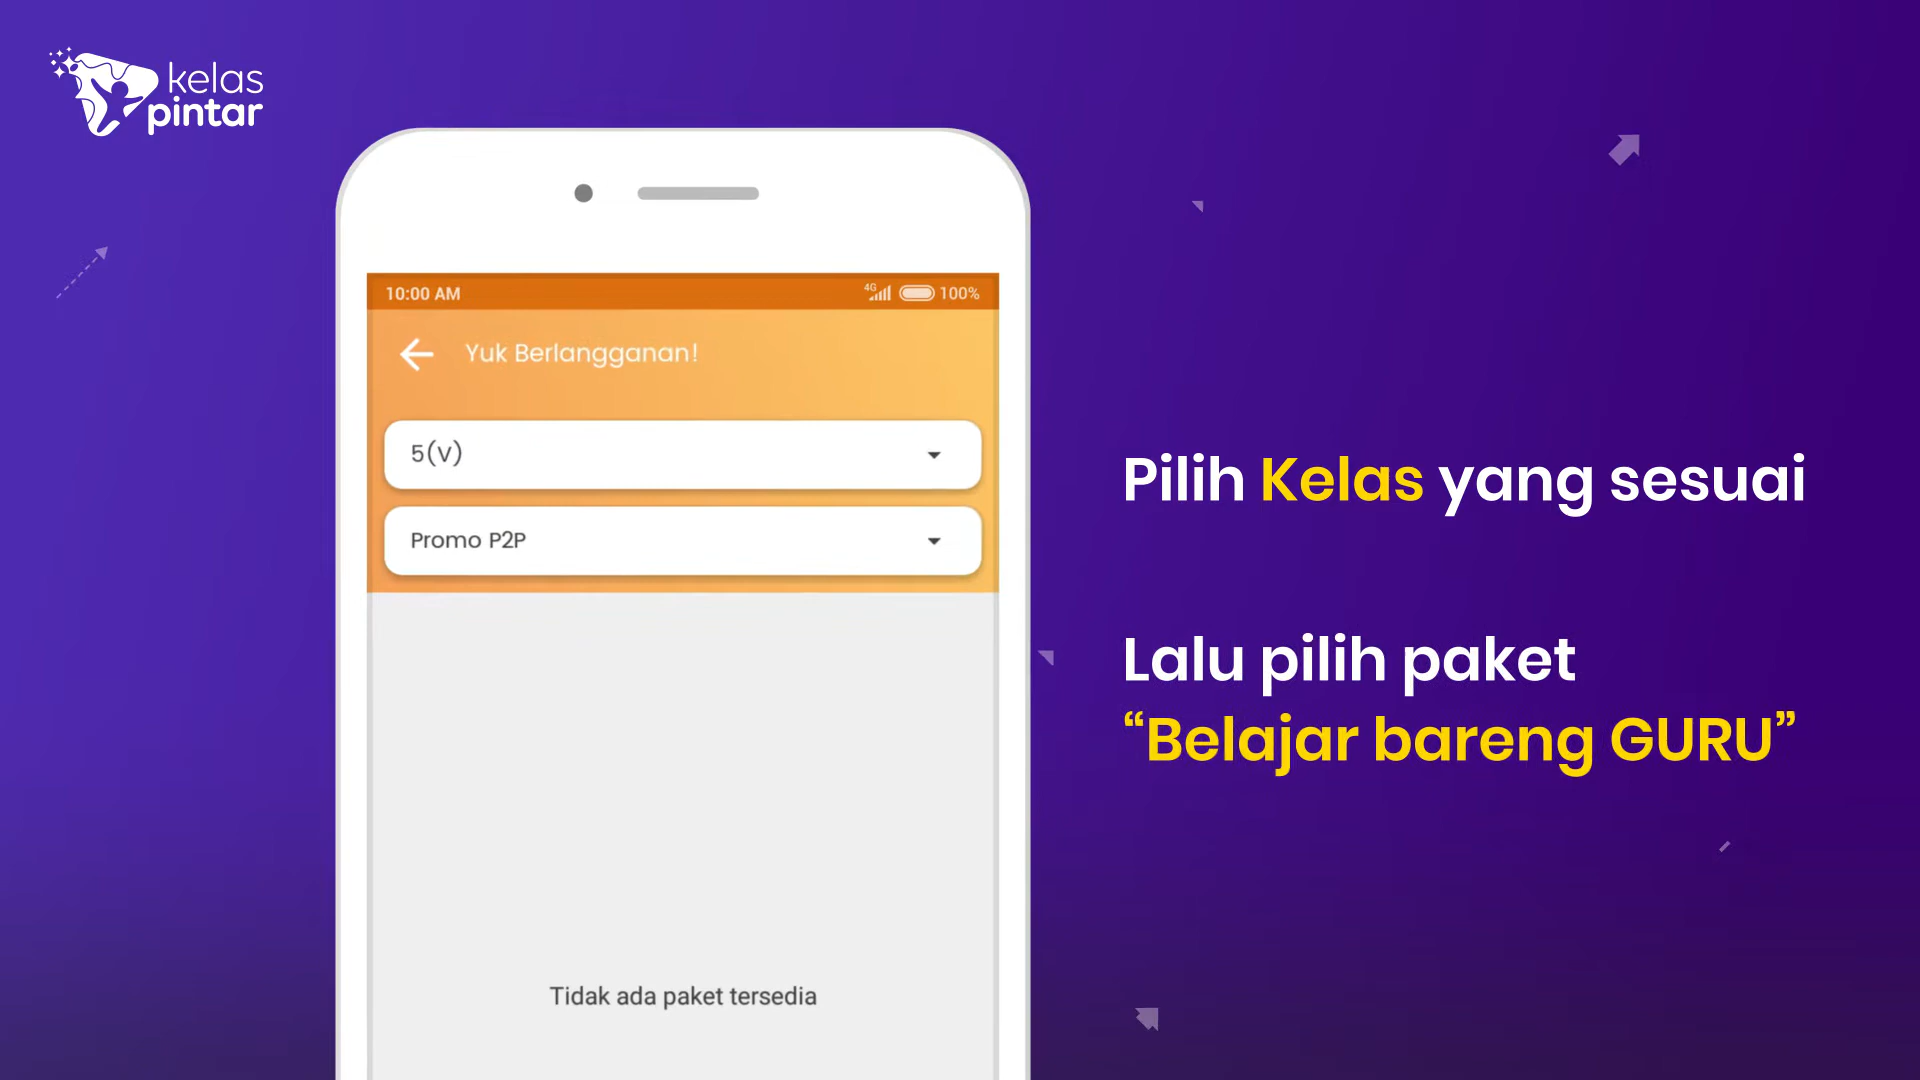 kelas
pintar
10:00 AM
4G
100%
Yuk Berlangganan!
5(V)
Promo P2P
Tidak ada paket tersedia
Pilih Kelas yang sesuai
Lalu pilih paket
“Belajar bareng GURU”